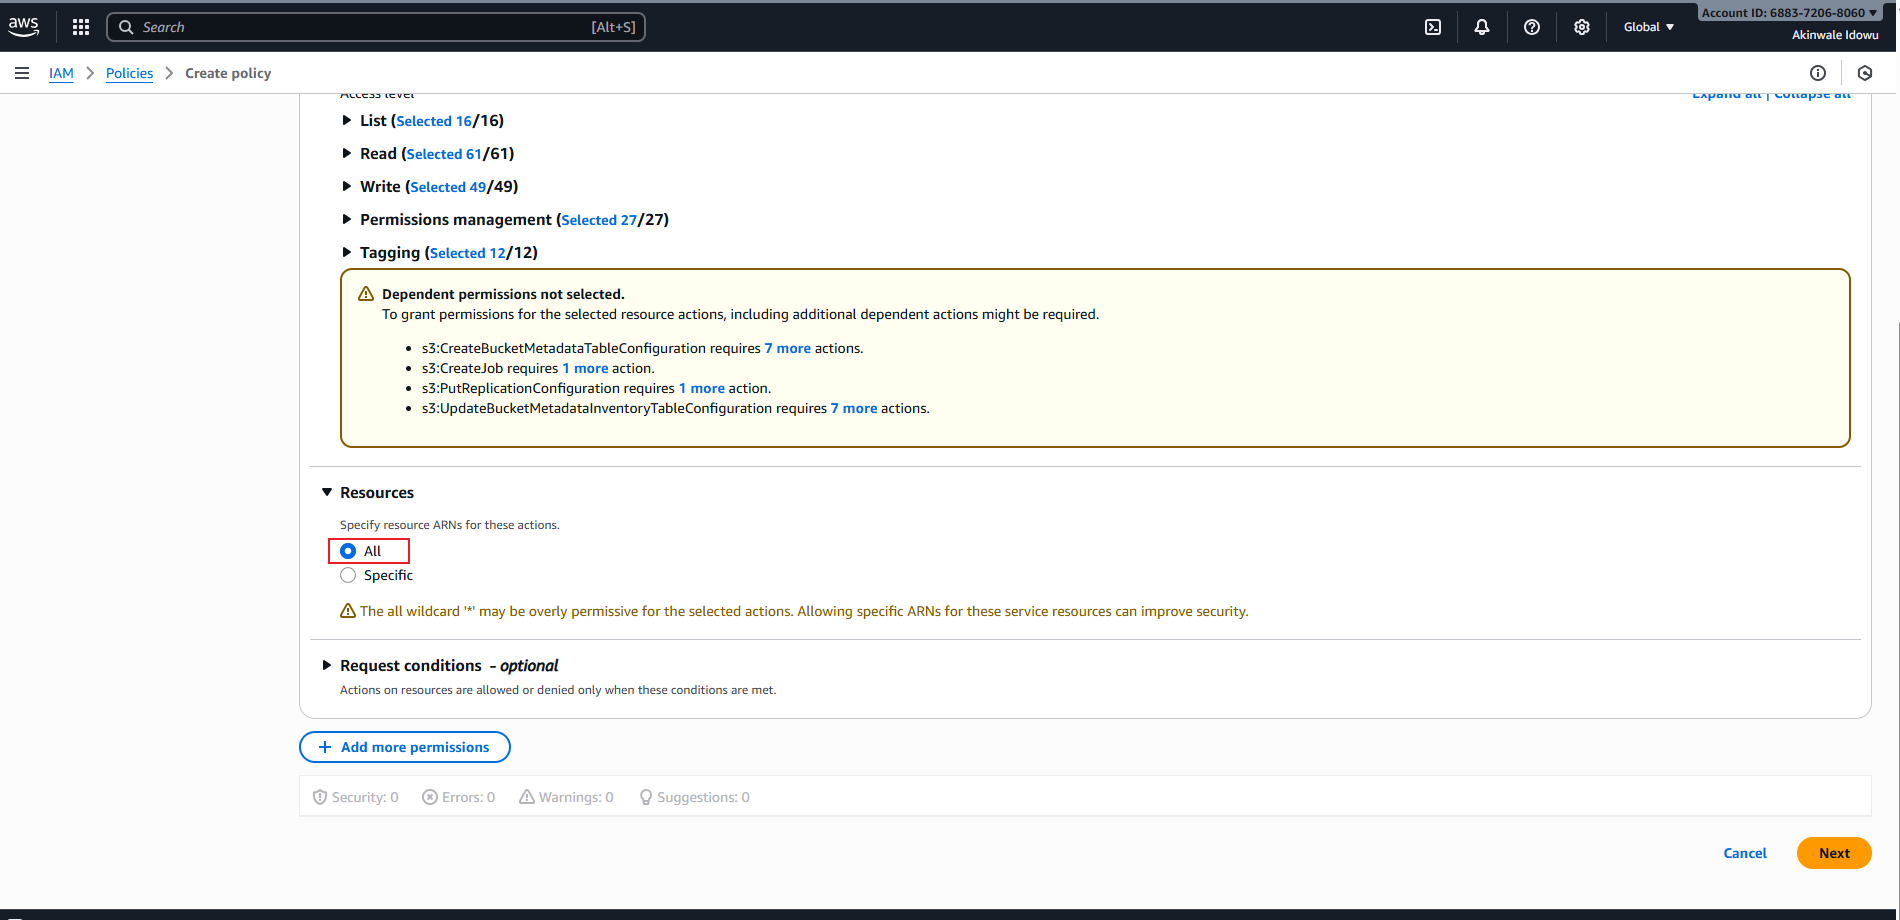 aws
Search [Alt+S]
Global
Account ID: 6883-7206-8060
Akinwale Idowu
IAM Policies Create policy
Access level
Expand all | Collapse all
List (Selected 16/16)
Read (Selected 61/61)
Write (Selected 49/49)
Permissions management (Selected 27/27)
Tagging (Selected 12/12)
Dependent permissions not selected.
To grant permissions for the selected resource actions, including additional dependent actions might be required.
• s3:CreateBucketMetadataTableConfiguration requires 7 more actions.
• s3:CreateJob requires 1 more action.
• s3:PutReplicationConfiguration requires 1 more action.
• s3:UpdateBucketMetadataInventoryTableConfiguration requires 7 more actions.
Resources
Specify resource ARNs for these actions.
All
Specific
The all wildcard '*' may be overly permissive for the selected actions. Allowing specific ARNs for these service resources can improve security.
Request conditions - optional
Actions on resources are allowed or denied only when these conditions are met.
+ Add more permissions
Security: 0 Errors: 0 Warnings: 0 Suggestions: 0
Cancel Next